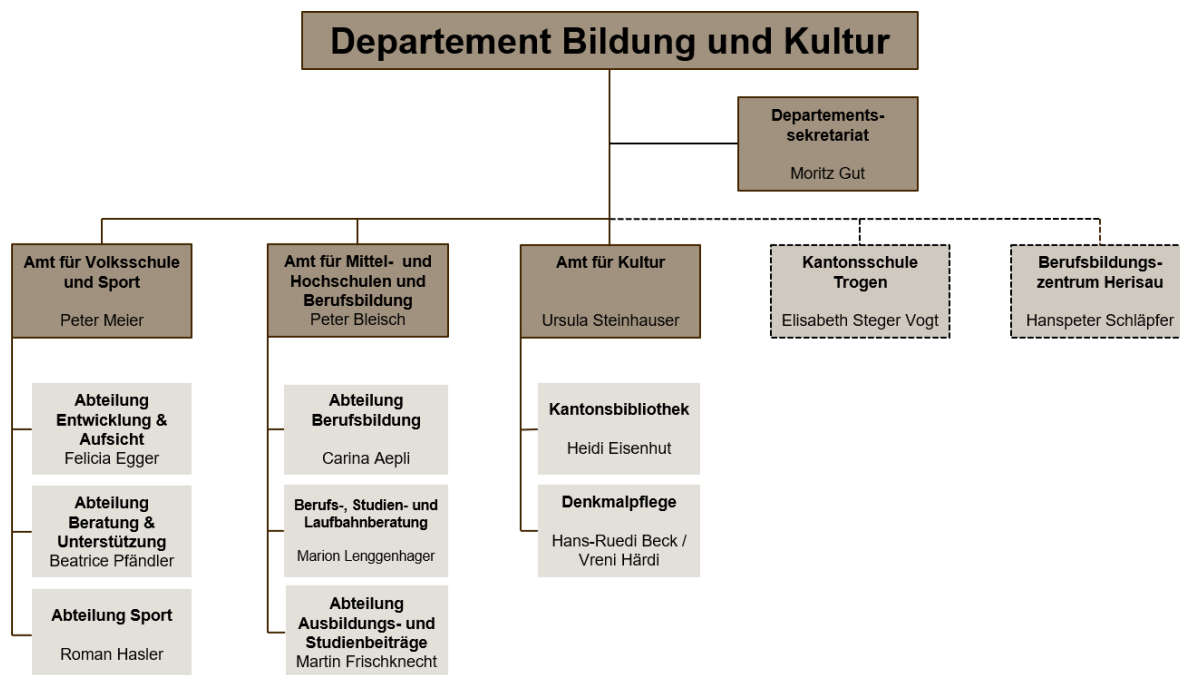 Departement Bildung und Kultur
Departements-
sekretariat
Moritz Gut
Amt für Volksschule
und Sport
Peter Meier
Amt für Mittel- und
Hochschulen und
Berufsbildung
Peter Bleisch
Amt für Kultur
Ursula Steinhauser
Kantonsschule
Trogen
Elisabeth Steger Vogt
Berufsbildungs-
zentrum Herisau
Hanspeter Schläpfer
Abteilung
Entwicklung &
Aufsicht
Felicia Egger
Abteilung
Beratung &
Unterstützung
Beatrice Pfändler
Abteilung Sport
Roman Hasler
Abteilung
Berufsbildung
Carina Aepli
Berufs-, Studien- und
Laufbahnberatung
Marion Lenggenhager
Abteilung
Ausbildungs- und
Studienbeiträge
Martin Frischknecht
Kantonsbibliothek
Heidi Eisenhut
Denkmalpflege
Hans-Ruedi Beck /
Vreni Härdi